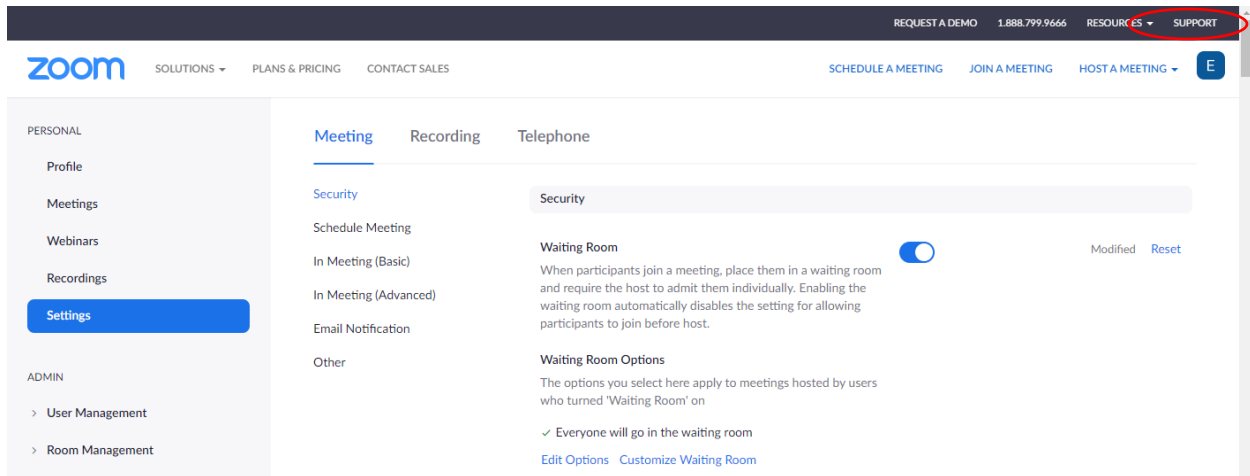 REQUEST A DEMO 1.888.799.9666 RESOURCES SUPPORT
zoom SOLUTIONS PLANS & PRICING CONTACT SALES SCHEDULE A MEETING JOIN A MEETING HOST A MEETING E
PERSONAL
Profile
Meetings
Webinars
Recordings
Settings
ADMIN
User Management
Room Management
Meeting Recording Telephone
Security
Schedule Meeting
In Meeting (Basic)
In Meeting (Advanced)
Email Notification
Other
Security
Waiting Room
Modified Reset
When participants join a meeting, place them in a waiting room
and require the host to admit them individually. Enabling the
waiting room automatically disables the setting for allowing
participants to join before host.
Waiting Room Options
The options you select here apply to meetings hosted by users
who turned 'Waiting Room' on
✓ Everyone will go in the waiting room
Edit Options Customize Waiting Room